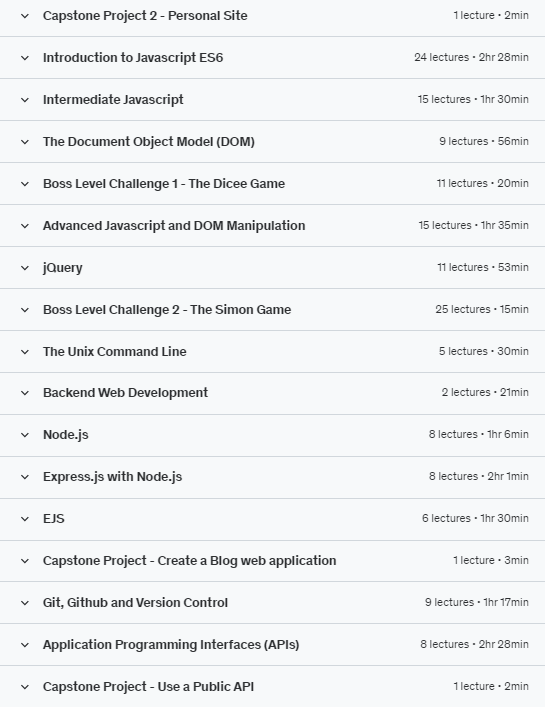 Capstone Project 2 - Personal Site 1 lecture • 2min
Introduction to Javascript ES6 24 lectures • 2hr 28min
Intermediate Javascript 15 lectures • 1hr 30min
The Document Object Model (DOM) 9 lectures • 56min
Boss Level Challenge 1 - The Dicee Game 11 lectures • 20min
Advanced Javascript and DOM Manipulation 15 lectures • 1hr 35min
jQuery 11 lectures • 53min
Boss Level Challenge 2 - The Simon Game 25 lectures • 15min
The Unix Command Line 5 lectures • 30min
Backend Web Development 2 lectures • 21min
Node.js 8 lectures • 1hr 6min
Express.js with Node.js 8 lectures • 2hr 1min
EJS 6 lectures • 1hr 30min
Capstone Project - Create a Blog web application 1 lecture • 3min
Git, Github and Version Control 9 lectures • 1hr 17min
Application Programming Interfaces (APIs) 8 lectures • 2hr 28min
Capstone Project - Use a Public API 1 lecture • 2min